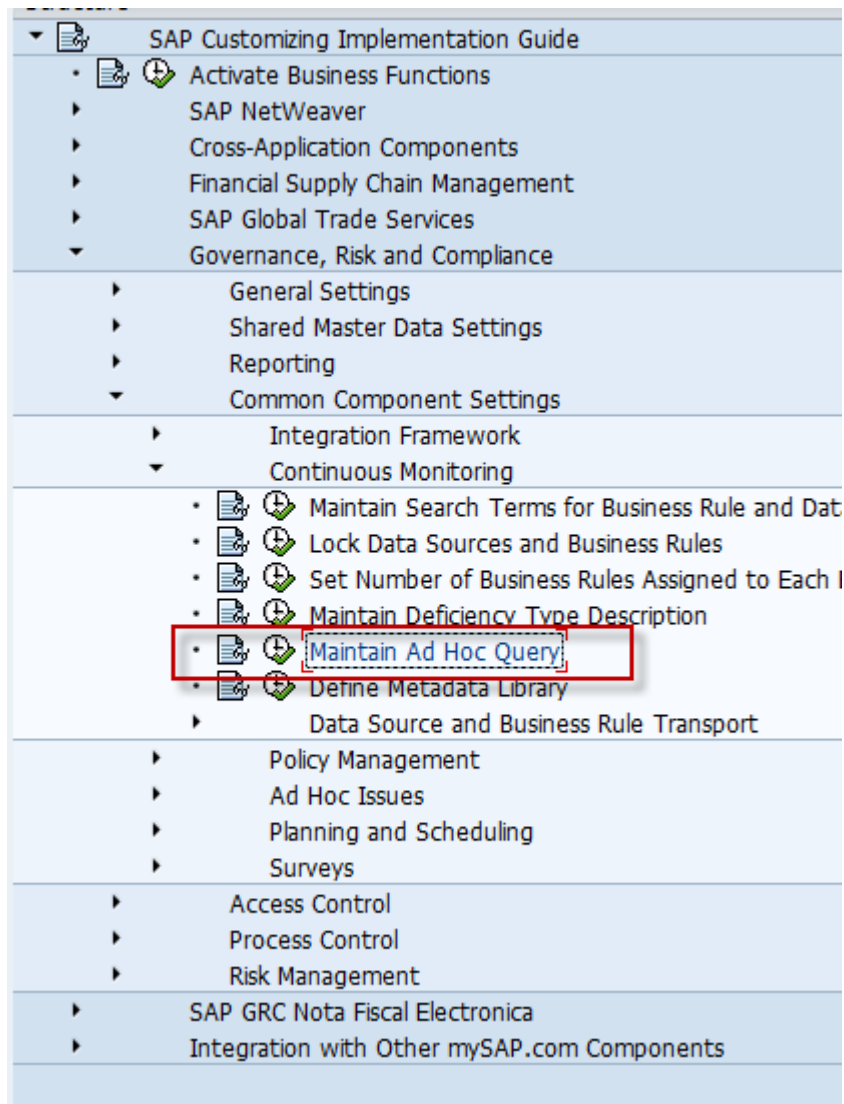 SAP Customizing Implementation Guide
Activate Business Functions
SAP NetWeaver
Cross-Application Components
Financial Supply Chain Management
SAP Global Trade Services
Governance, Risk and Compliance
General Settings
Shared Master Data Settings
Reporting
Common Component Settings
Integration Framework
Continuous Monitoring
Maintain Search Terms for Business Rule and Dat
Lock Data Sources and Business Rules
Set Number of Business Rules Assigned to Each
Maintain Deficiency Type Description
Maintain Ad Hoc Query
Define Metadata Library
Data Source and Business Rule Transport
Policy Management
Ad Hoc Issues
Planning and Scheduling
Surveys
Access Control
Process Control
Risk Management
SAP GRC Nota Fiscal Electronica
Integration with Other mySAP.com Components